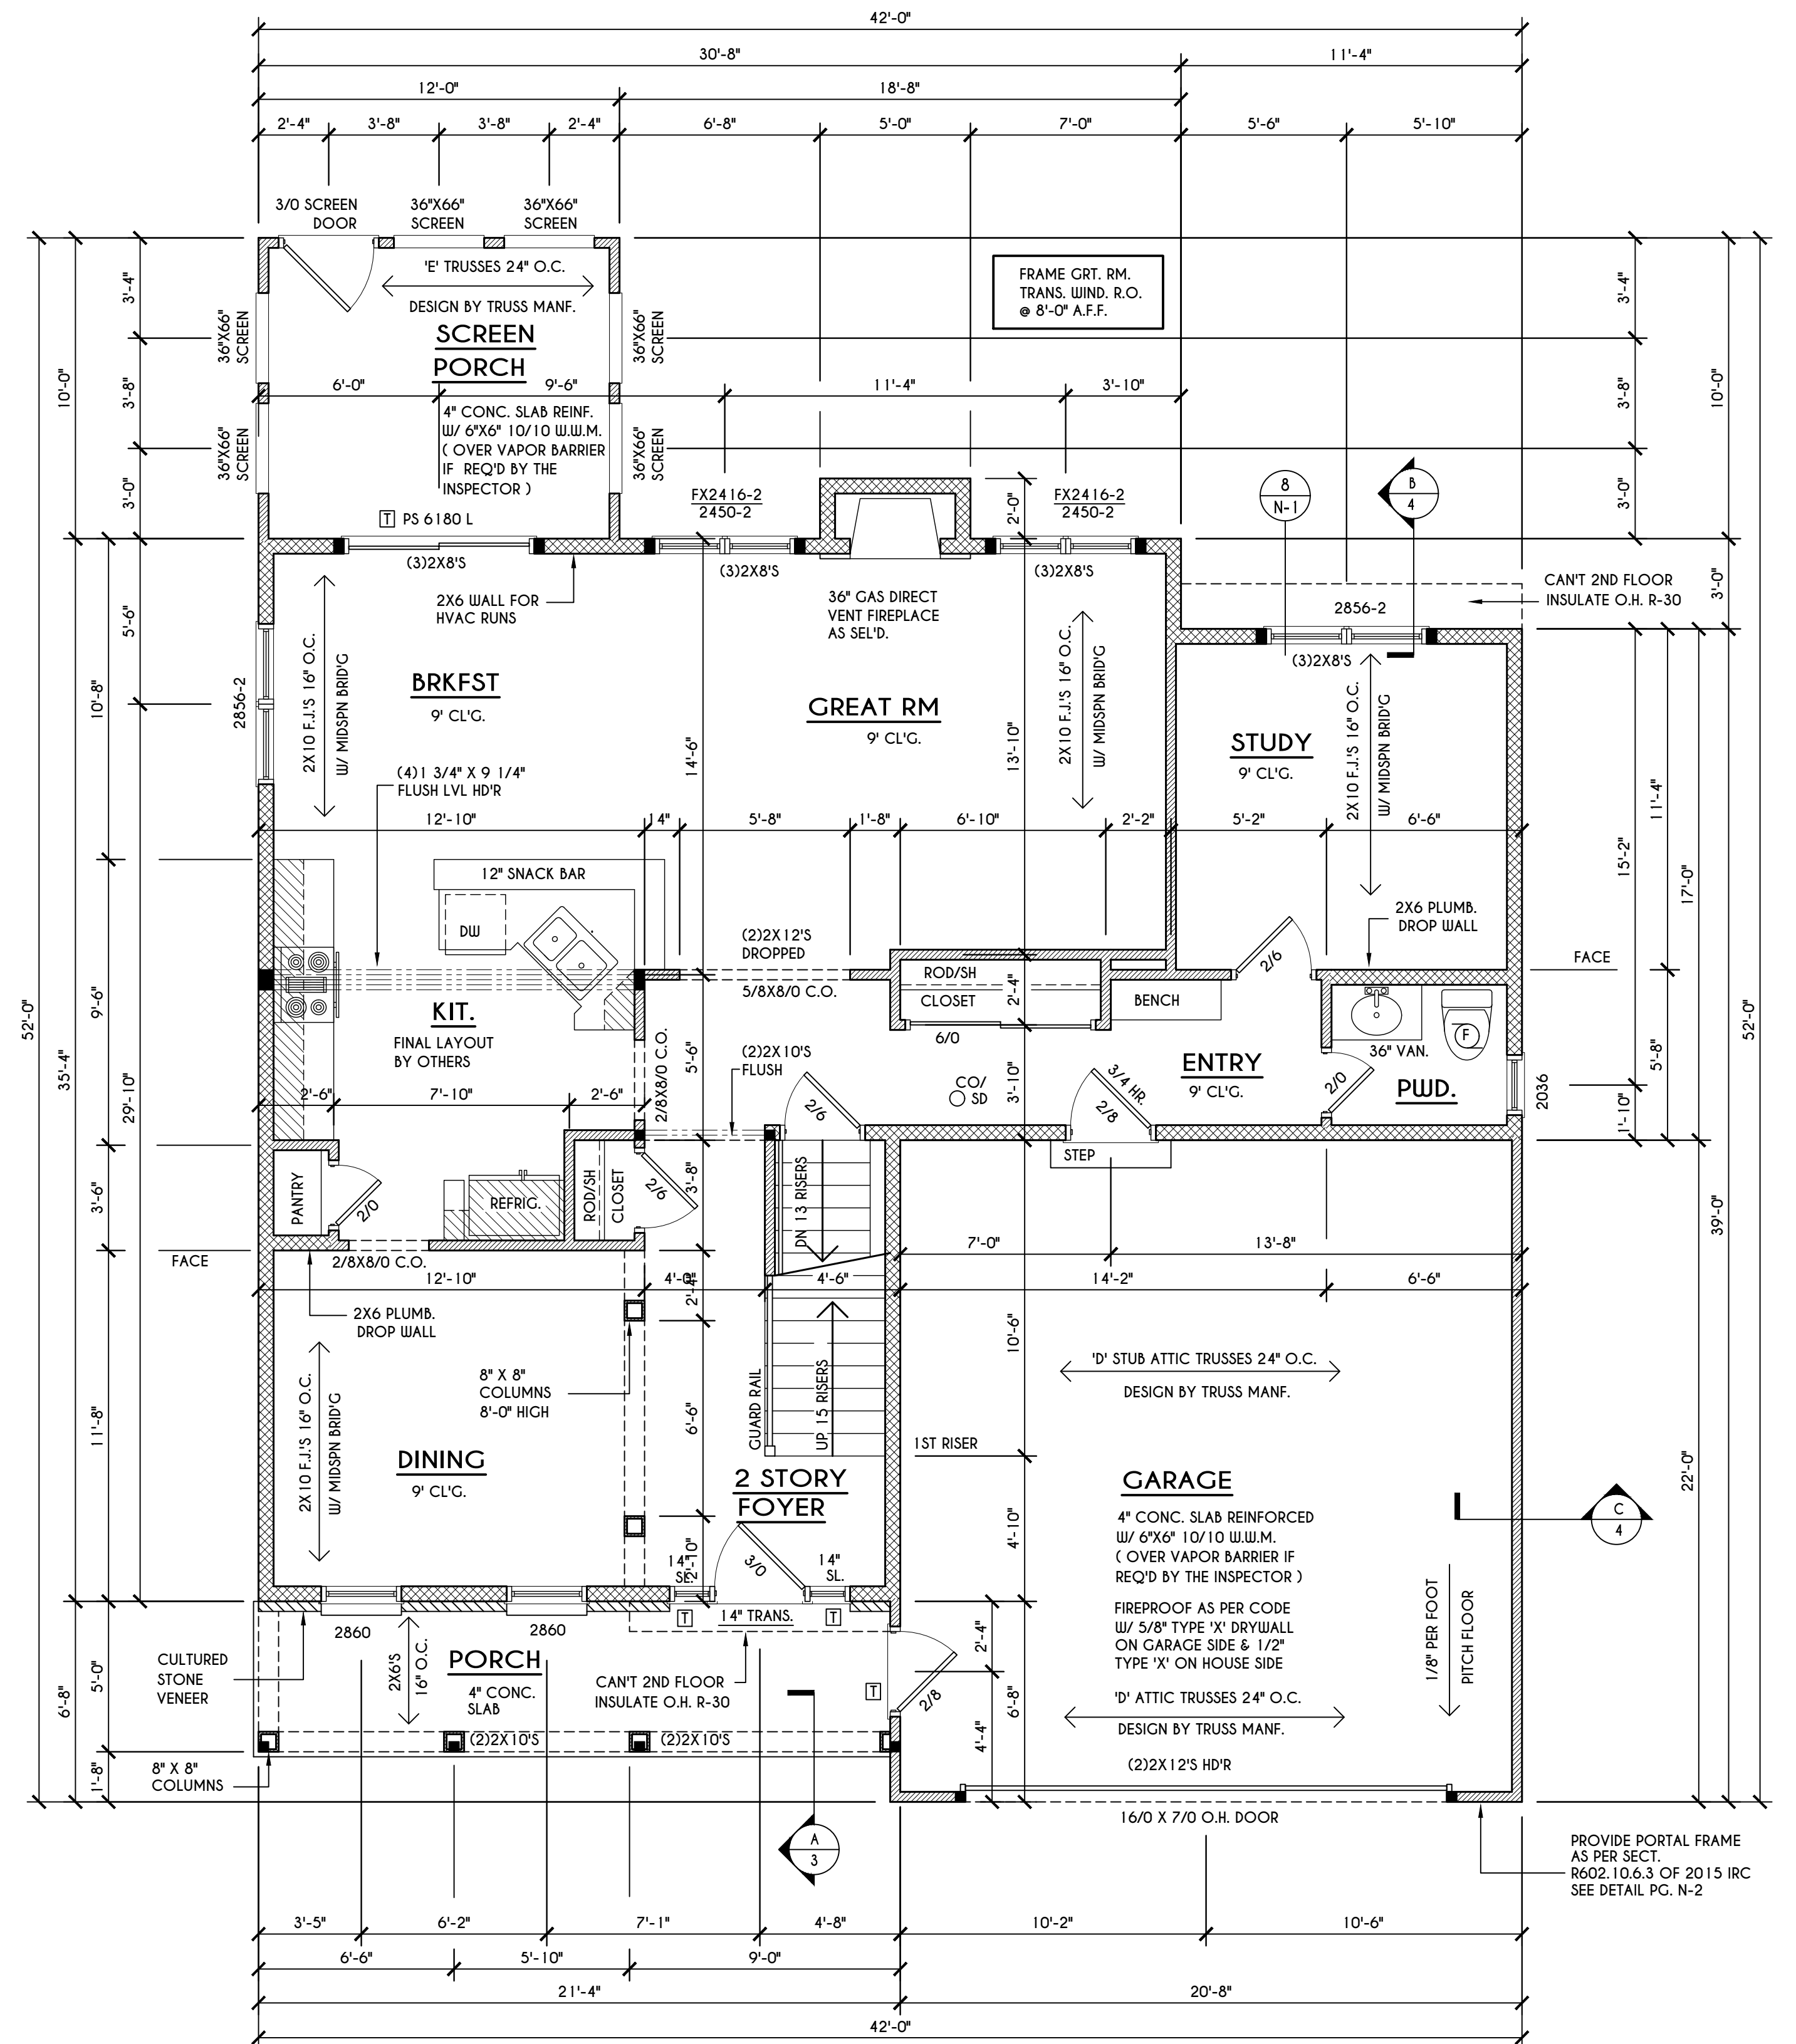 42'-0"
30'-8" 11'-4"
12'-0" 18'-8"
2'-4" 3'-8" 3'-8" 2'-4" 6'-8" 5'-0" 7'-0" 5'-6" 5'-10"
3/0 SCREEN
DOOR
36"X66"
SCREEN
36"X66"
SCREEN
'E' TRUSSES 24" O.C.
DESIGN BY TRUSS MANF.
SCREEN
PORCH
FRAME GRT. RM.
TRANS. WIND. R.O.
@ 8'-0" A.F.F.
36"X66"
SCREEN
36"X66"
SCREEN
36"X66"
SCREEN
36"X66"
SCREEN
3'-4"
3'-8"
3'-0"
10'-0"
3'-4"
3'-8"
3'-0"
10'-0"
6'-0" 9'-6" 11'-4" 3'-10"
4" CONC. SLAB REINF.
W/ 6"X6" 10/10 W.W.M.
( OVER VAPOR BARRIER
IF REQ'D BY THE
INSPECTOR )
T PS 6180 L
FX2416-2
2450-2
2'-0"
FX2416-2
2450-2
8
N-1
B
4
(3)2X8'S
(3)2X8'S
(3)2X8'S
2X6 WALL FOR
HVAC RUNS
36" GAS DIRECT
VENT FIREPLACE
AS SEL'D.
CAN'T 2ND FLOOR
INSULATE O.H. R-30
2856-2
(3)2X8'S
3'-0"
5'-6"
10'-8"
2856-2
2X10 F.J.'S 16" O.C.
W/ MIDSPN BRID'G
BRKFST
9' CL'G.
GREAT RM
9' CL'G.
2X10 F.J.'S 16" O.C.
W/ MIDSPN BRID'G
STUDY
9' CL'G.
2X10 F.J.'S 16" O.C.
W/ MIDSPN BRID'G
14'-6"
13'-10"
(4)1 3/4" X 9 1/4"
FLUSH LVL HD'R
12'-10" 14" 5'-8" 1'-8" 6'-10" 2'-2" 5'-2" 6'-6"
11'-4"
15'-2"
17'-0"
12" SNACK BAR
DW
(2)2X12'S
DROPPED
5/8X8/0 C.O.
2X6 PLUMB.
DROP WALL
FACE
2/6
ROD/SH
CLOSET
2'-4"
BENCH
6/0
KIT.
FINAL LAYOUT
BY OTHERS
2/8X8/0 C.O.
5'-6"
(2)2X10'S
FLUSH
CO/
SD
3'-10"
3/4 HR.
2/8
ENTRY
9' CL'G.
36" VAN.
F
2/0
PWD.
2036
5'-8"
1'-10"
9'-6"
29'-10"
35'-4"
52'-0"
52'-0"
2'-6" 7'-10" 2'-6"
2/6
STEP
PANTRY
2/0
REFRIG.
ROD/SH
CLOSET
2/6
3'-8"
DN 13 RISERS
3'-6"
39'-0"
FACE
2/8X8/0 C.O.
7'-0" 13'-8"
12'-10" 4'-0" 4'-6" 14'-2" 6'-6"
2'-4"
2X6 PLUMB.
DROP WALL
8" X 8"
COLUMNS
8'-0" HIGH
GUARD RAIL
UP 15 RISERS
10'-6"
'D' STUB ATTIC TRUSSES 24" O.C.
DESIGN BY TRUSS MANF.
2X10 F.J.'S 16" O.C.
W/ MIDSPN BRID'G
11'-8"
6'-6"
DINING
9' CL'G.
2 STORY
FOYER
1ST RISER
GARAGE
4" CONC. SLAB REINFORCED
W/ 6"X6" 10/10 W.W.M.
( OVER VAPOR BARRIER IF
REQ'D BY THE INSPECTOR )
FIREPROOF AS PER CODE
W/ 5/8" TYPE 'X' DRYWALL
ON GARAGE SIDE & 1/2"
TYPE 'X' ON HOUSE SIDE
22'-0"
C
4
4'-10"
2'-10"
14"
SL.
3/0
14"
SL.
T
14" TRANS.
T
2860
2860
CULTURED
STONE
VENEER
2X6'S
16" O.C.
PORCH
4" CONC.
SLAB
CAN'T 2ND FLOOR
INSULATE O.H. R-30
T
2/8
2'-4"
4'-4"
6'-8"
1/8" PER FOOT
PITCH FLOOR
5'-0"
6'-8"
1'-8"
'D' ATTIC TRUSSES 24" O.C.
DESIGN BY TRUSS MANF.
(2)2X10'S
(2)2X10'S
8" X 8"
COLUMNS
(2)2X12'S HD'R
16/0 X 7/0 O.H. DOOR
A
3
PROVIDE PORTAL FRAME
AS PER SECT.
R602.10.6.3 OF 2015 IRC
SEE DETAIL PG. N-2
3'-5" 6'-2" 7'-1" 4'-8" 10'-2" 10'-6"
6'-6" 5'-10" 9'-0"
21'-4" 20'-8"
42'-0"